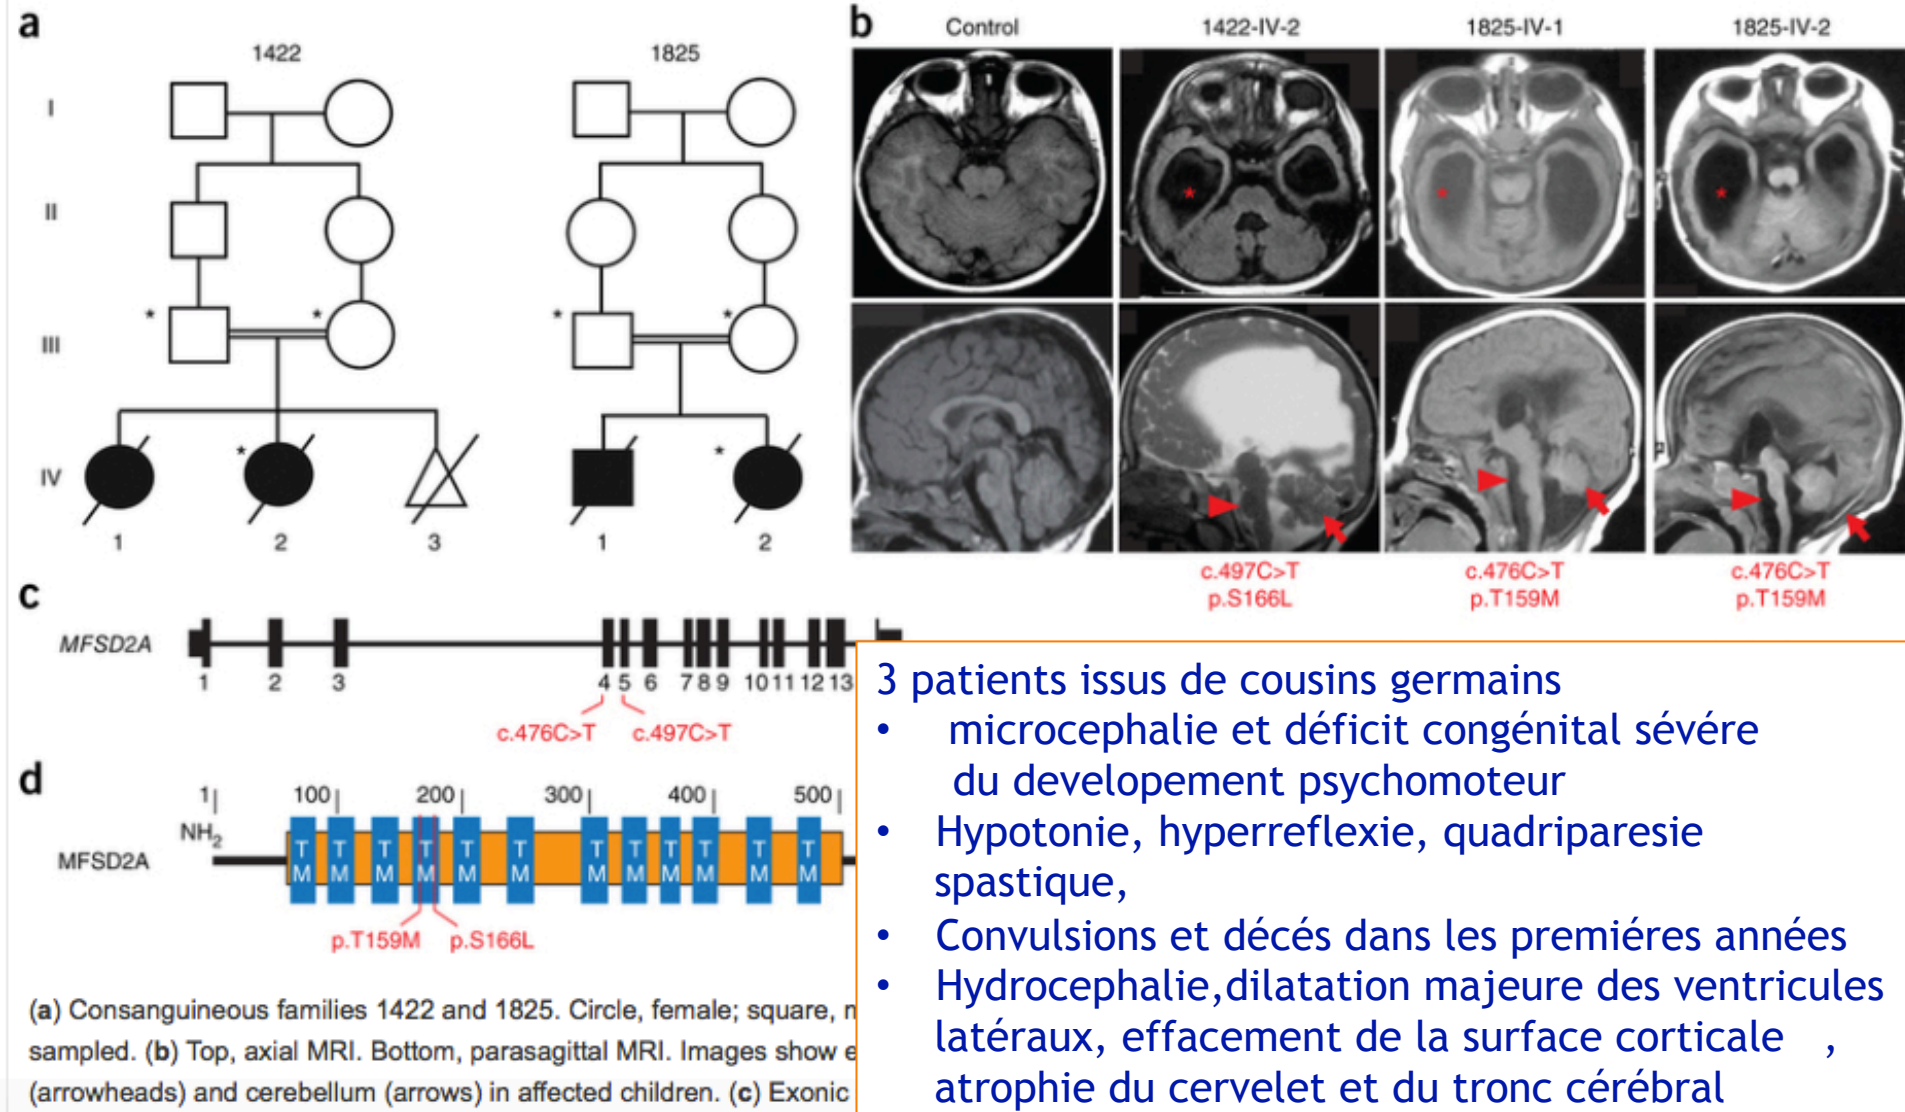 a
1422
1825
I
II
III
IV
* *
* *
* *
1 2 3
1 2
b
Control 1422-IV-2 1825-IV-1 1825-IV-2
* * *
c.497C>T c.476C>T c.476C>T
p.S166L p.T159M p.T159M
c
MFSD2A
1 2 3 4 5 6 7 8 9 10 11 12 13
c.476C>T c.497C>T
d
1 100 200 300 400 500
NH2
MFSD2A
TM TM TM TM TM TM TM TM TM TM TM TM
p.T159M p.S166L
(a) Consanguineous families 1422 and 1825. Circle, female; square,
sampled. (b) Top, axial MRI. Bottom, parasagittal MRI. Images show
(arrowheads) and cerebellum (arrows) in affected children. (c) Exonic
3 patients issus de cousins germains
• microcephalie et déficit congénital sévére
du developement psychomoteur
• Hypotonie, hyperreflexie, quadriparesie
spastique,
• Convulsions et décés dans les premiéres années
• Hydrocephalie,dilatation majeure des ventricules
latéraux, effacement de la surface corticale ,
atrophie du cervelet et du tronc cérébral